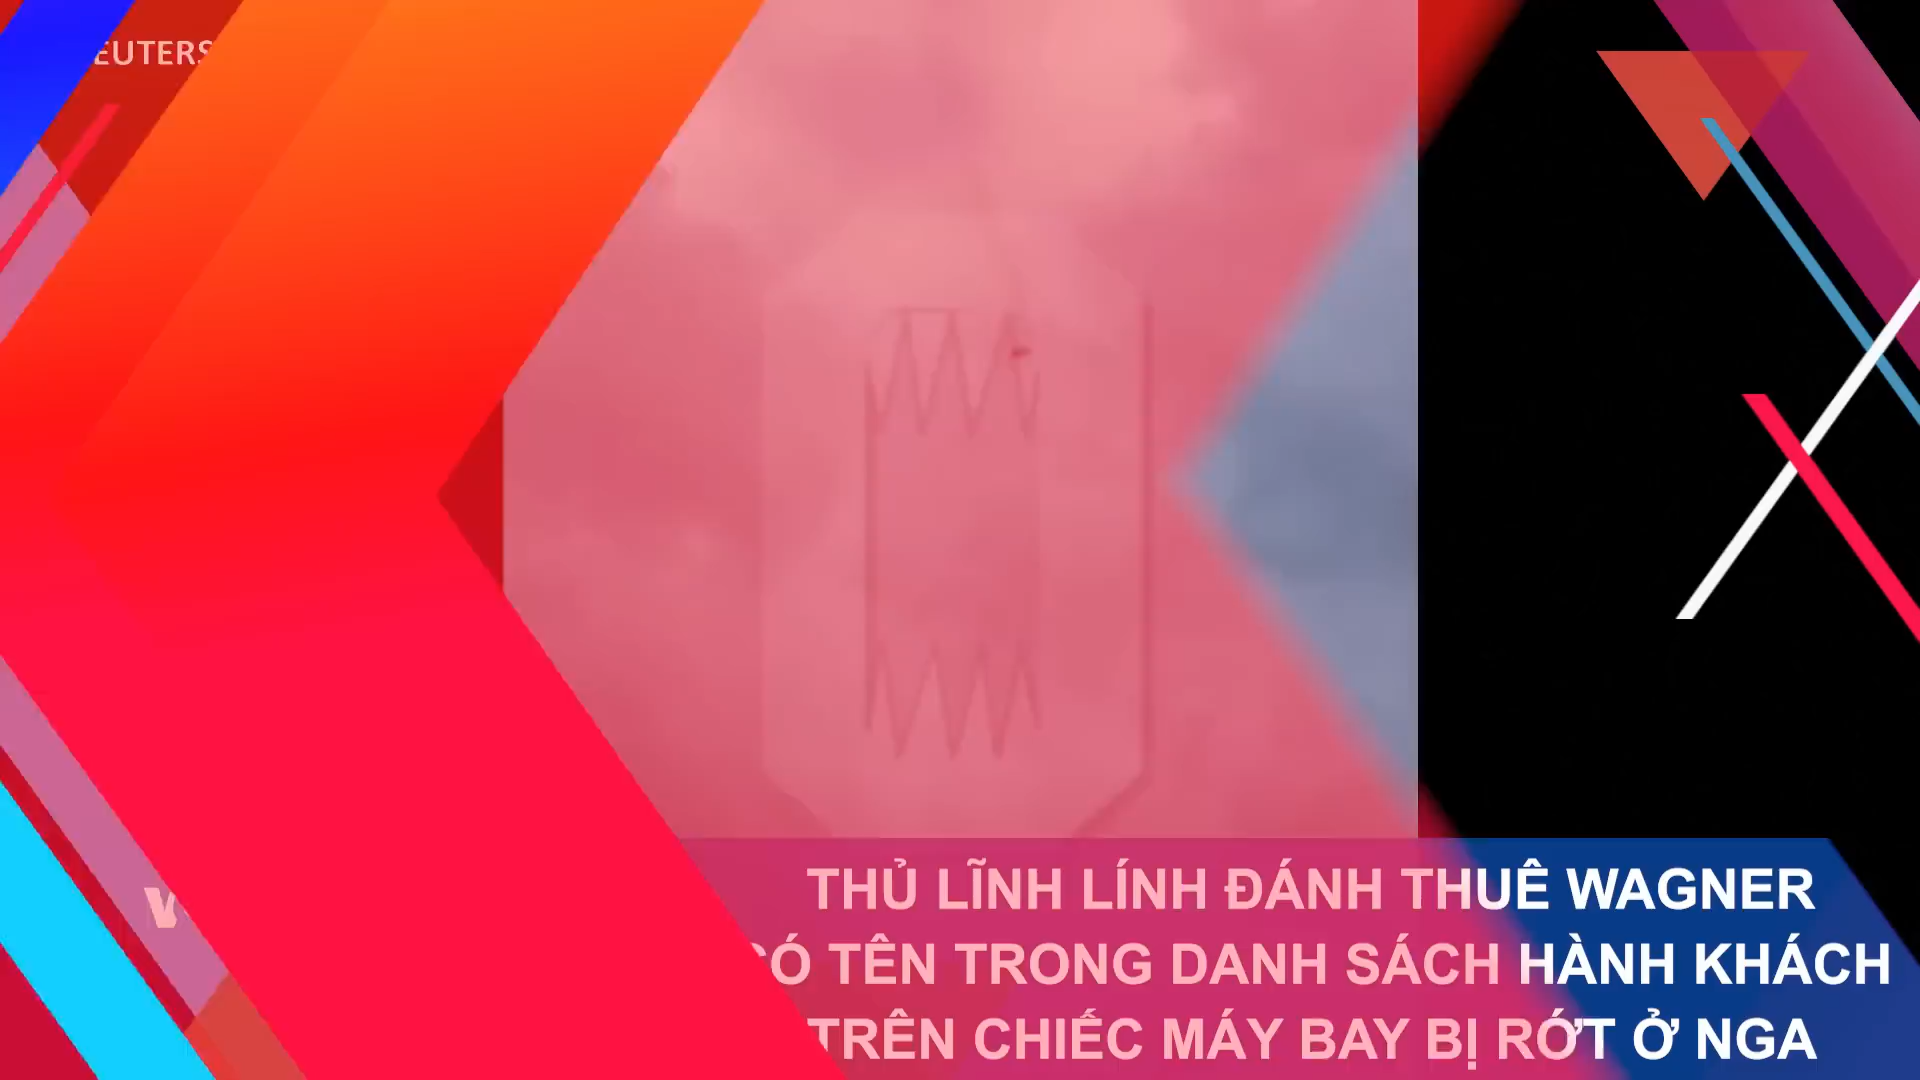 EUTERS
THỦ LĨNH LÍNH ĐÁNH THUÊ WAGNER
CÓ TÊN TRONG DANH SÁCH HÀNH KHÁCH
TRÊN CHIẾC MÁY BAY BỊ RỚT Ở NGA